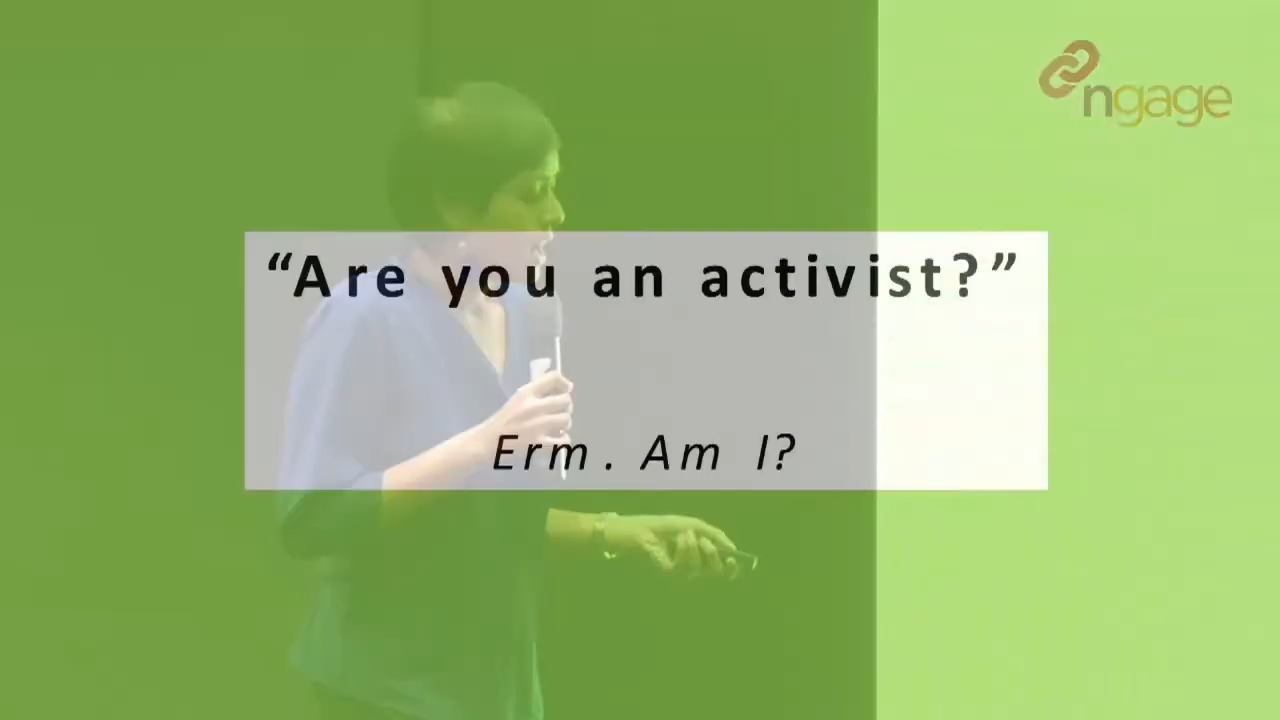 ngage
“Are you an activist?”
Erm. Am I?